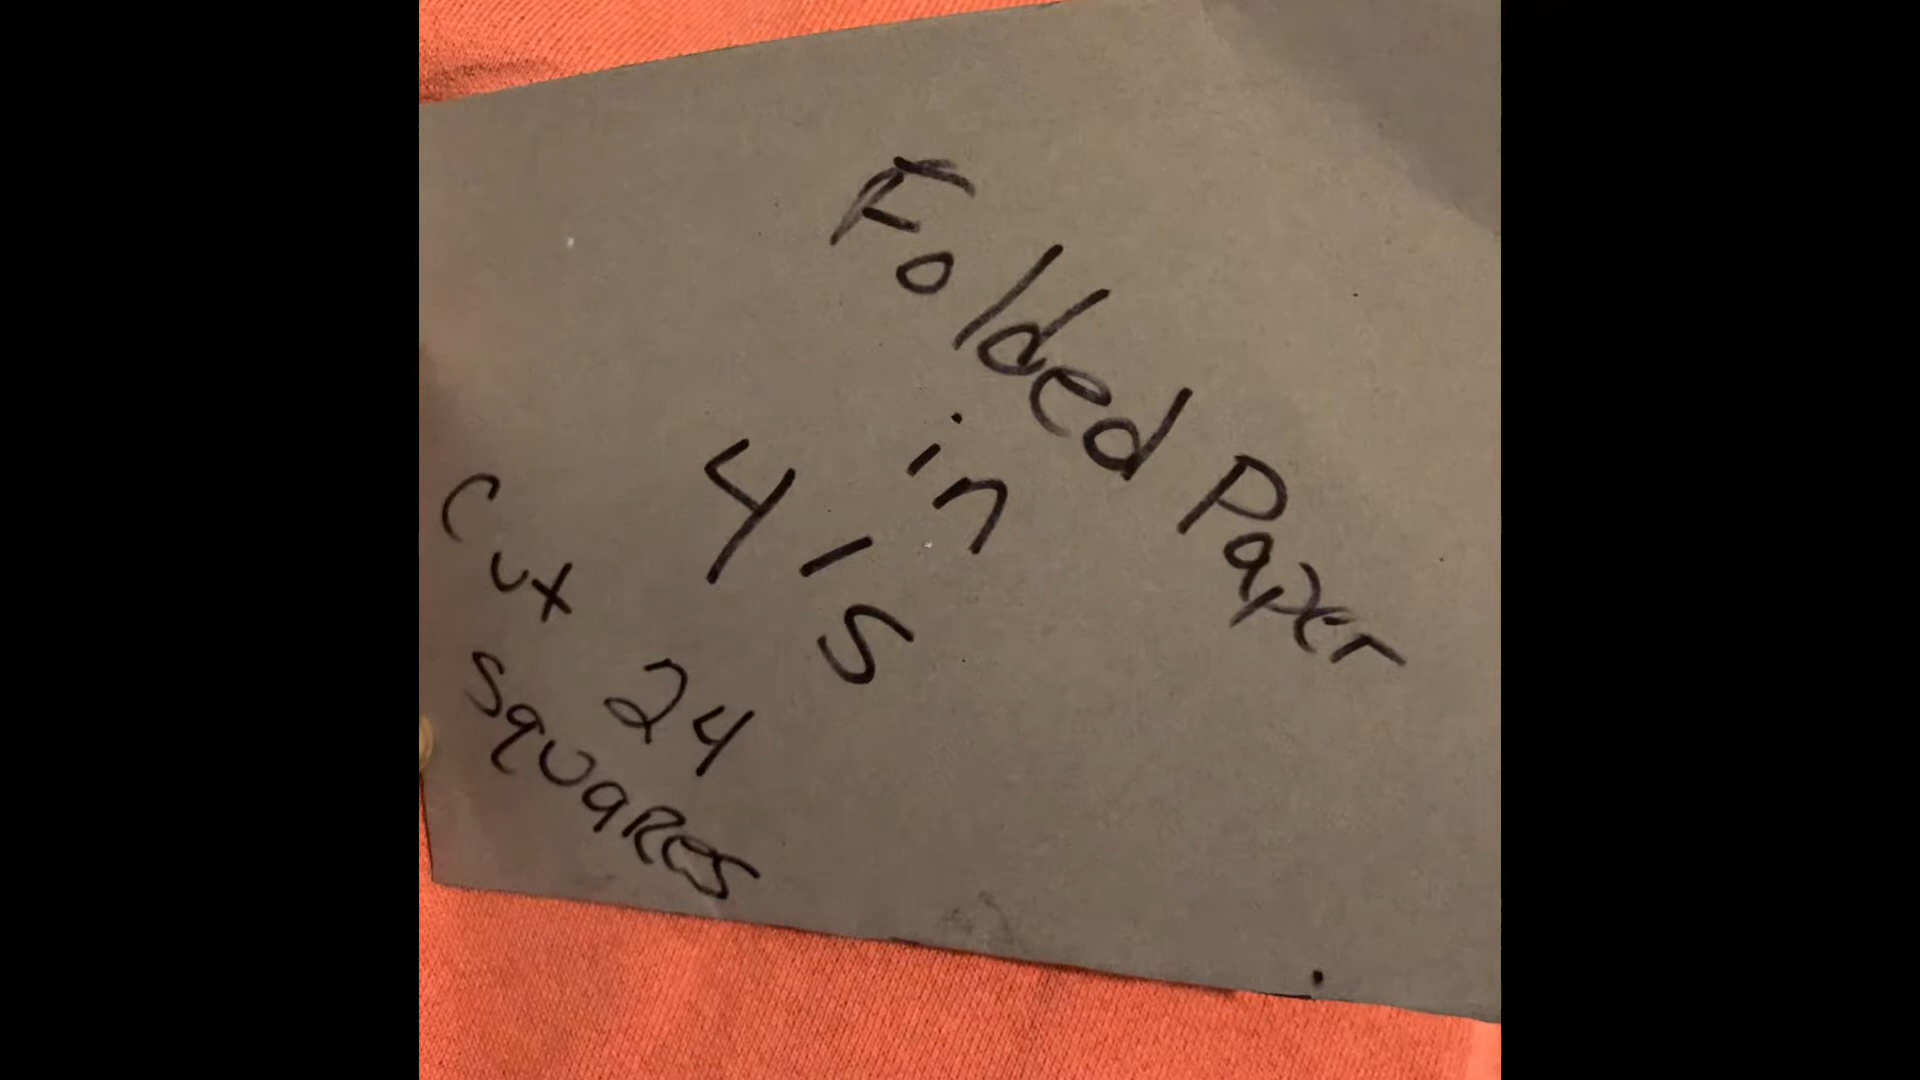 Folded Paper
in
4-S
Cut 24
squares